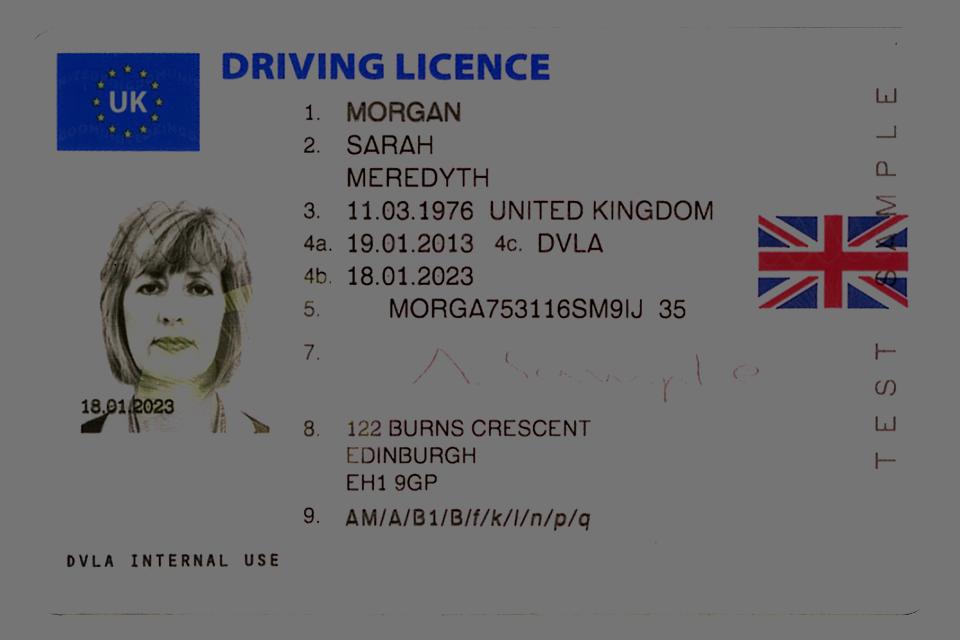 DRIVING LICENCE
UK
1. MORGAN
2. SARAH
MEREDYTH
3. 11.03.1976 UNITED KINGDOM
4a. 19.01.2013 4c. DVLA
4b. 18.01.2023
5. MORGA753116SM9IJ 35
7.
18.01.2023
8. 122 BURNS CRESCENT
EDINBURGH
EH1 9GP
9. AM/A/B1/B/f/k/l/n/p/q
DVLA INTERNAL USE
TEST SAMPLE